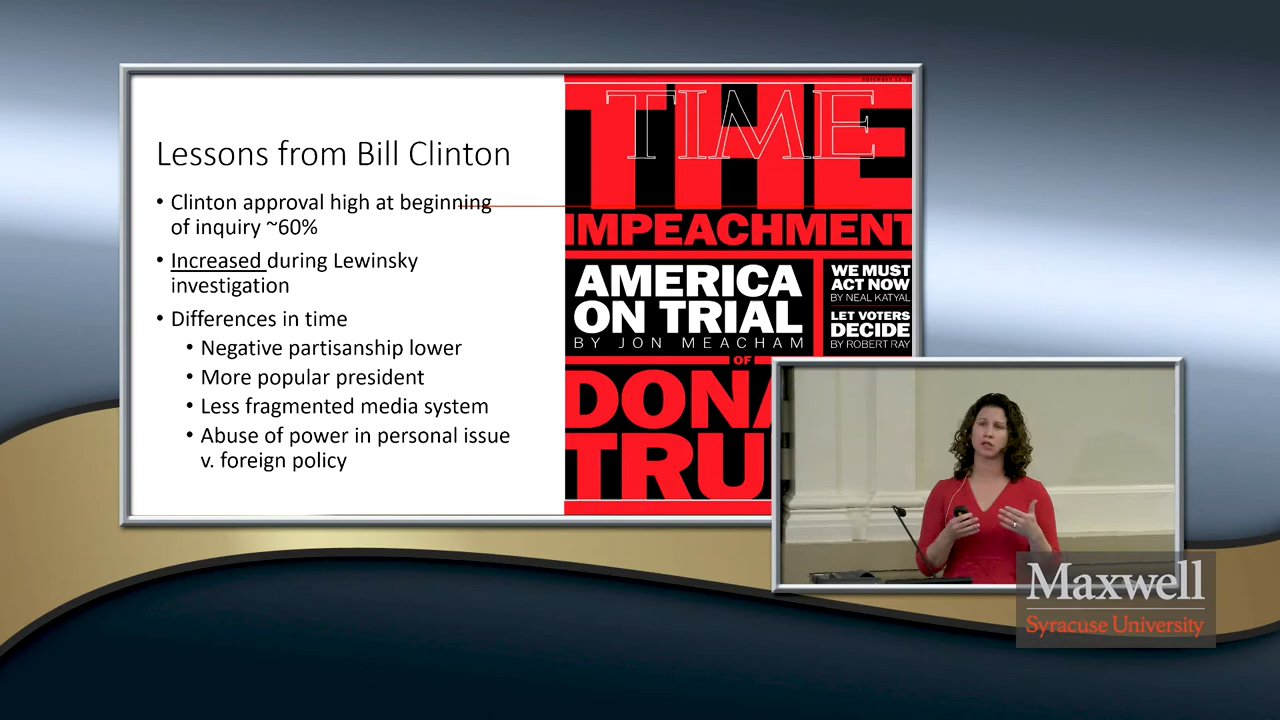 Lessons from Bill Clinton
• Clinton approval high at beginning
of inquiry ~60%
• Increased during Lewinsky
investigation
• Differences in time
• Negative partisanship lower
• More popular president
• Less fragmented media system
• Abuse of power in personal issue
v. foreign policy
TIME
THE
IMPEACHMENT
AMERICA
ON TRIAL
BY JON MEACHAM
WE MUST
ACT NOW
BY NEAL KATYAL
LET VOTERS
DECIDE
BY ROBERT RAY
OF
DONA
TRU
Maxwell
Syracuse University